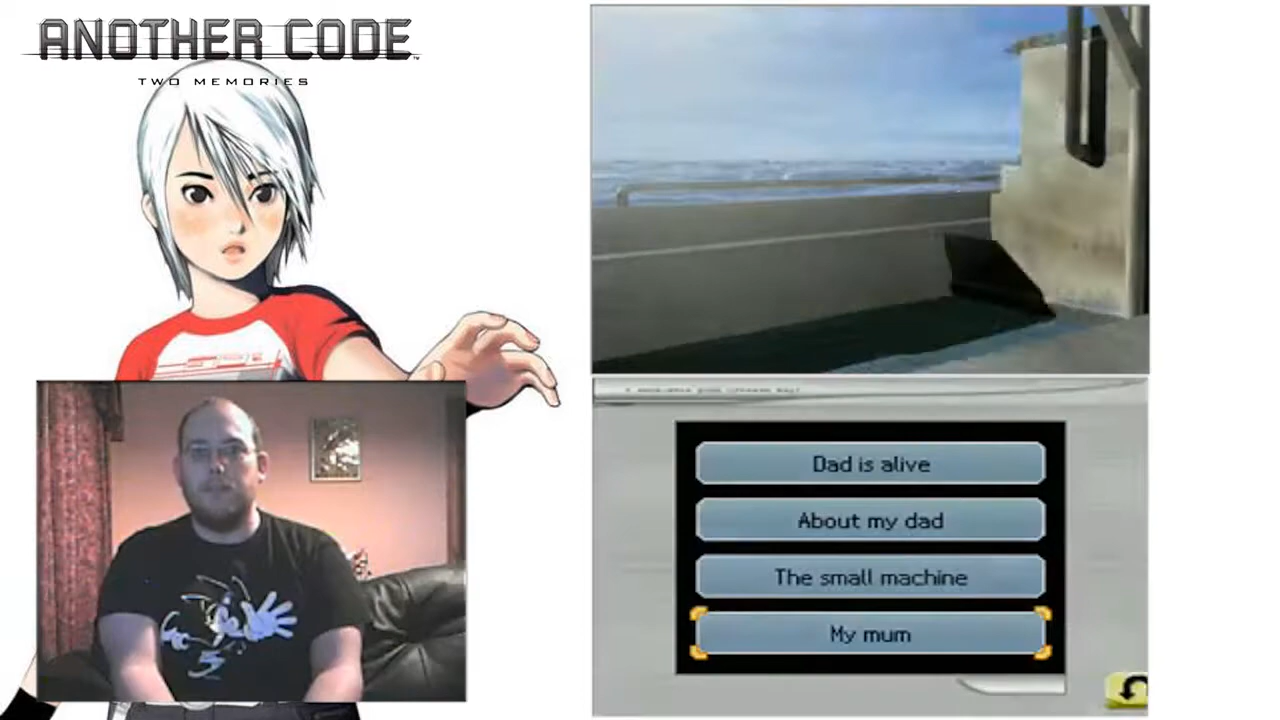 ANOTHER CODE
TWO MEMORIES
Dad is alive
About my dad
The small machine
My mum